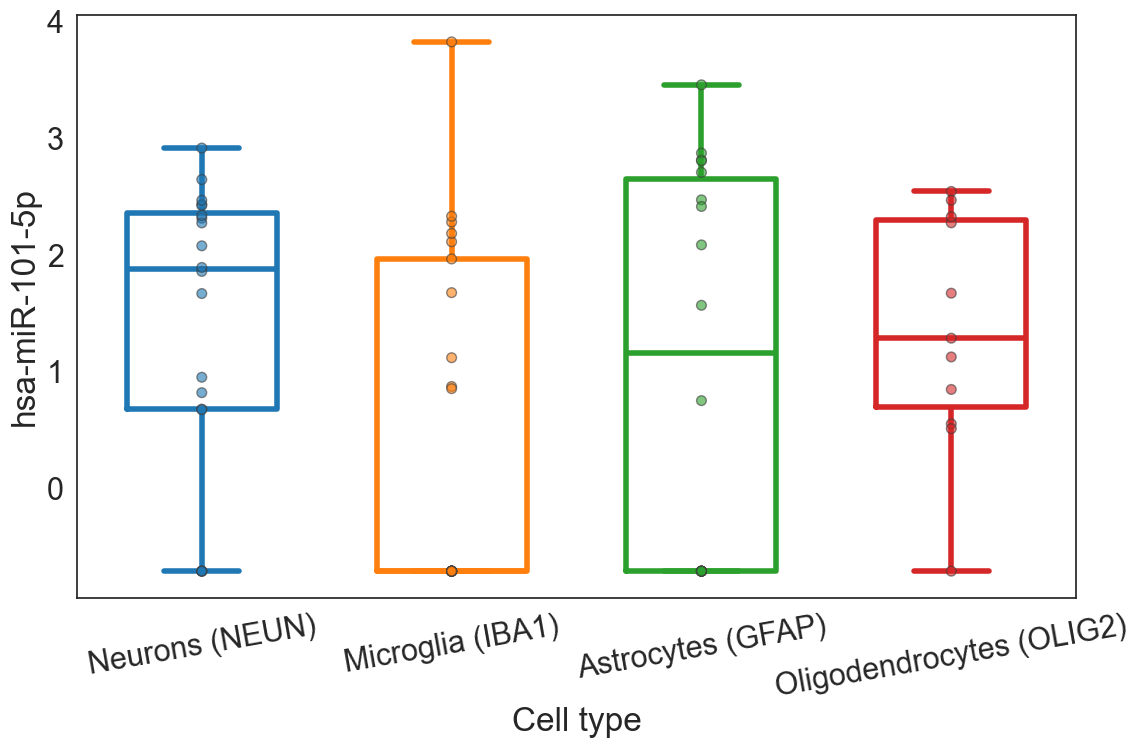 hsa-miR-101-5p
4
3
2
1
0
Neurons (NEUN)
Microglia (IBA1)
Astrocytes (GFAP)
Oligodendrocytes (OLIG2)
Cell type